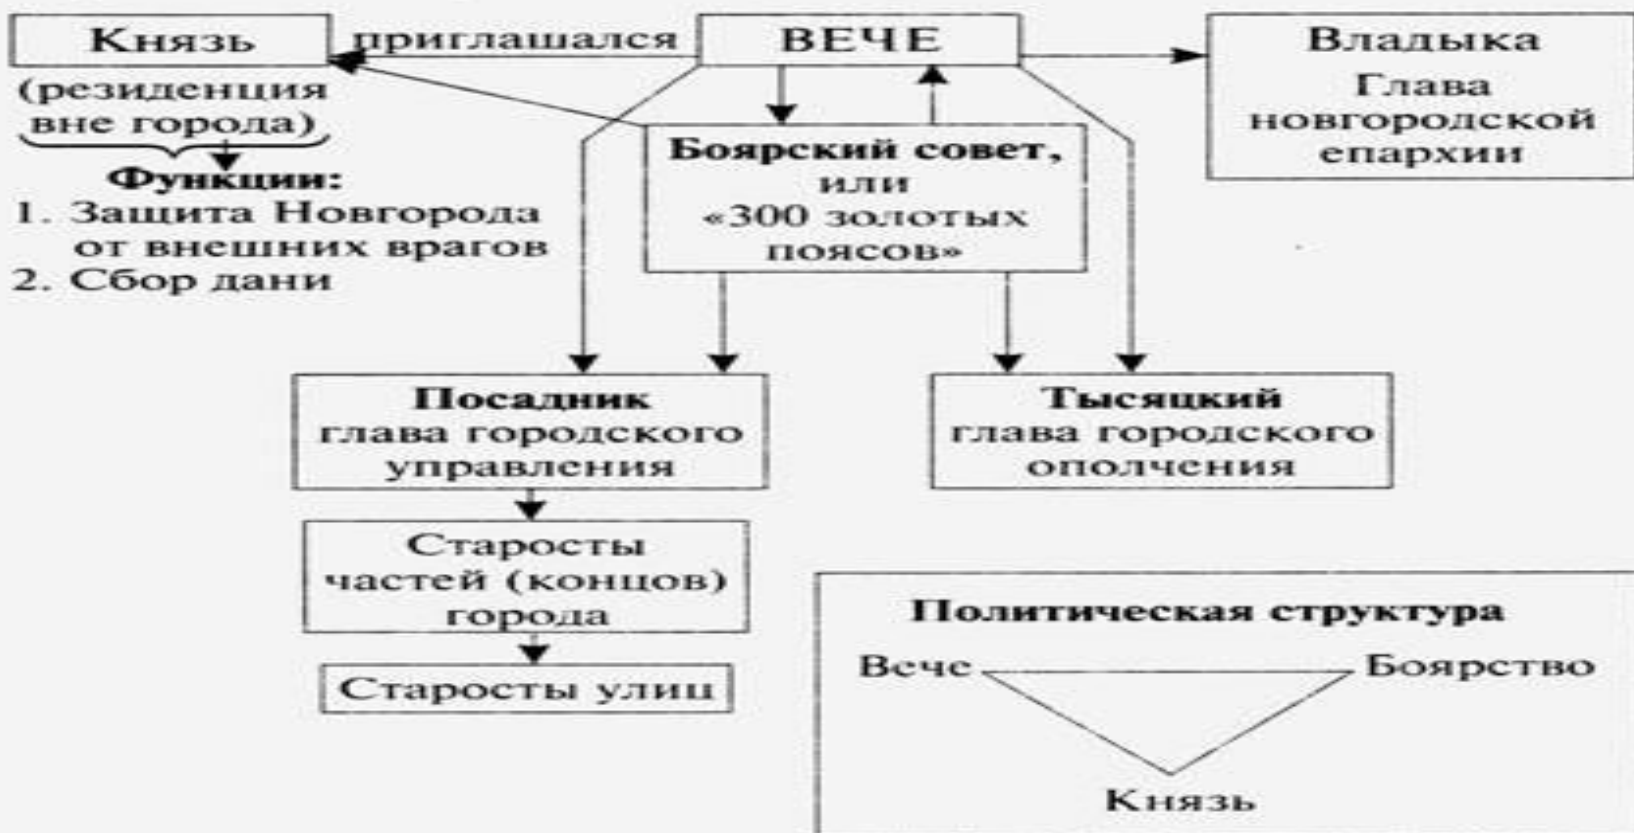 Князь
приглашался
ВЕЧЕ
Владыка
Глава
новгородской
епархии
(резиденция
вне города)
Функции:
1. Защита Новгорода
от внешних врагов
2. Сбор дани
Боярский совет,
или
«300 золотых
поясов»
Посадник
глава городского
управления
Тысяцкий
глава городского
ополчения
Старосты
частей (концов)
города
Старосты улиц
Политическая структура
Вече
Боярство
Князь